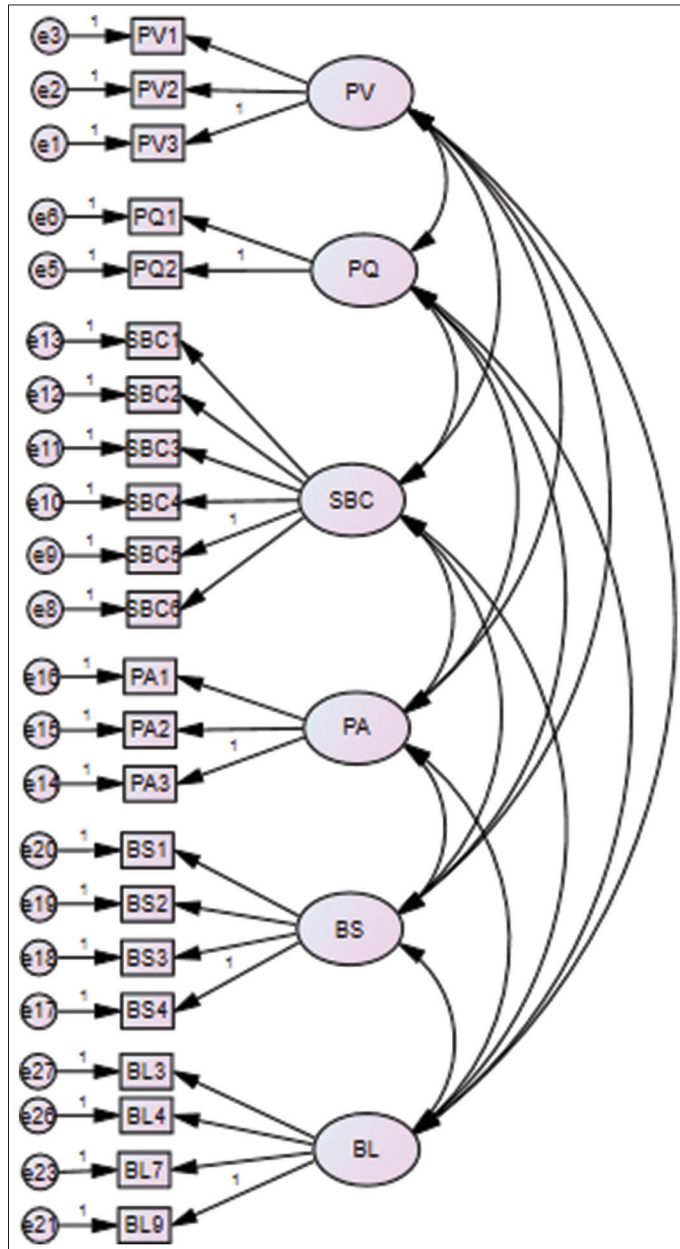 e3 1 PV1
e2 1 PV2
e1 1 PV3
1
PV
e6 1 PQ1
e5 1 PQ2
1
PQ
e13 1 SBC1
e12 1 SBC2
e11 1 SBC3
e10 1 SBC4
e9 1 SBC5
e8 1 SBC6
1
SBC
e16 1 PA1
e15 1 PA2
e14 1 PA3
1
PA
e20 1 BS1
e19 1 BS2
e18 1 BS3
e17 1 BS4
1
BS
e27 1 BL3
e26 1 BL4
e23 1 BL7
e21 1 BL9
1
BL